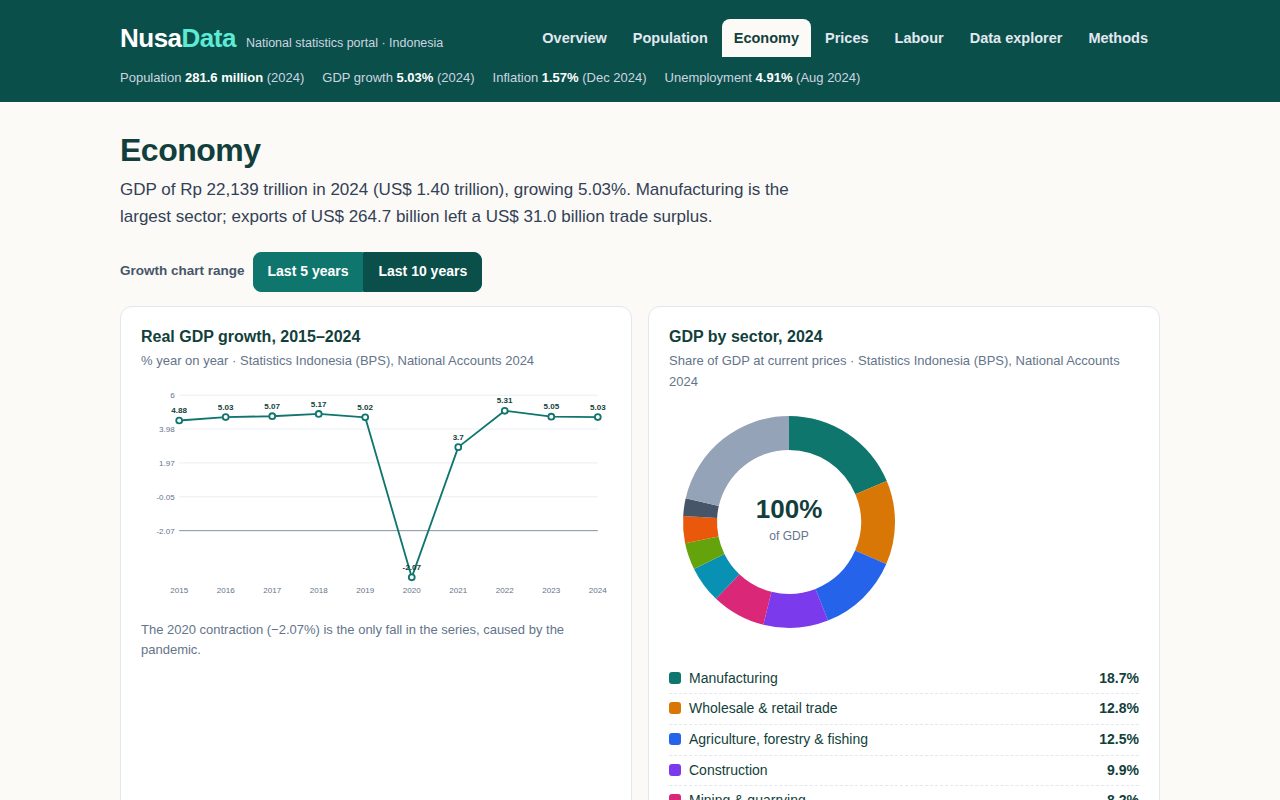 NusaData National statistics portal · Indonesia
Overview Population Economy Prices Labour Data explorer Methods
Population 281.6 million (2024) GDP growth 5.03% (2024) Inflation 1.57% (Dec 2024) Unemployment 4.91% (Aug 2024)
Economy
GDP of Rp 22,139 trillion in 2024 (US$ 1.40 trillion), growing 5.03%. Manufacturing is the
largest sector; exports of US$ 264.7 billion left a US$ 31.0 billion trade surplus.
Growth chart range Last 5 years Last 10 years
Real GDP growth, 2015–2024
% year on year · Statistics Indonesia (BPS), National Accounts 2024
6
3.98
1.97
-0.05
-2.07
4.88 5.03 5.07 5.17 5.02 -2.07 3.7 5.31 5.05 5.03
2015 2016 2017 2018 2019 2020 2021 2022 2023 2024
The 2020 contraction (−2.07%) is the only fall in the series, caused by the
pandemic.
GDP by sector, 2024
Share of GDP at current prices · Statistics Indonesia (BPS), National Accounts
2024
100%
of GDP
Manufacturing 18.7%
Wholesale & retail trade 12.8%
Agriculture, forestry & fishing 12.5%
Construction 9.9%
Mining & quarrying 8.2%